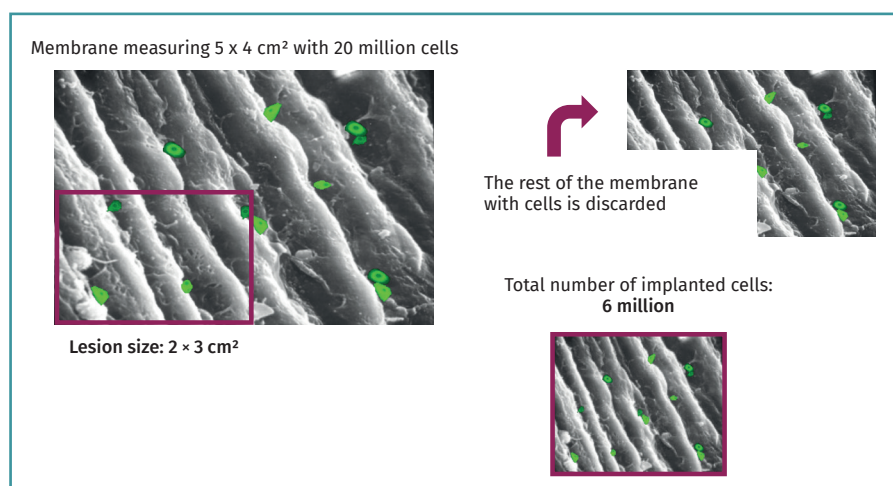 Membrane measuring 5 x 4 cm² with 20 million cells
The rest of the membrane
with cells is discarded
Lesion size: 2 × 3 cm²
Total number of implanted cells:
6 million